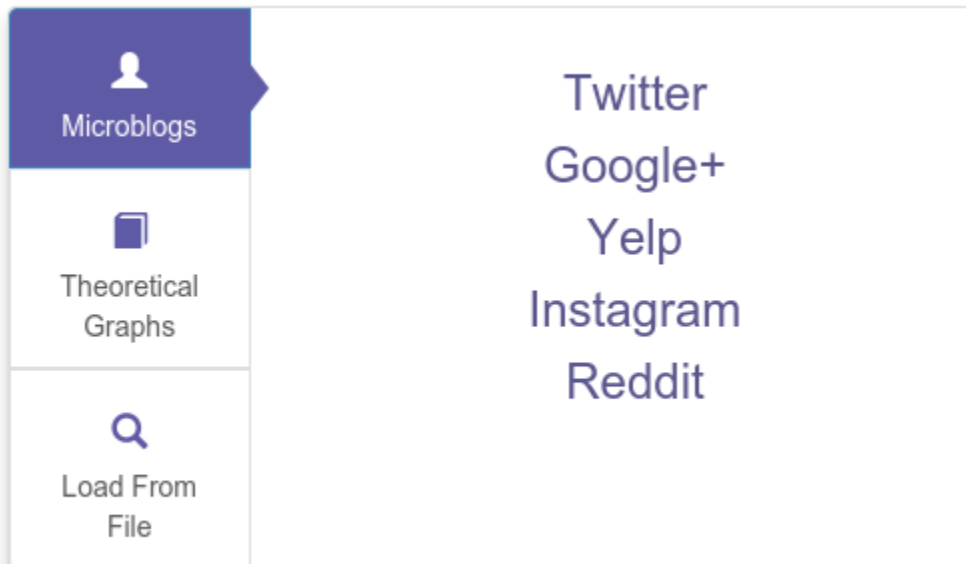 Microblogs
Theoretical
Graphs
Load From
File
Twitter
Google+
Yelp
Instagram
Reddit